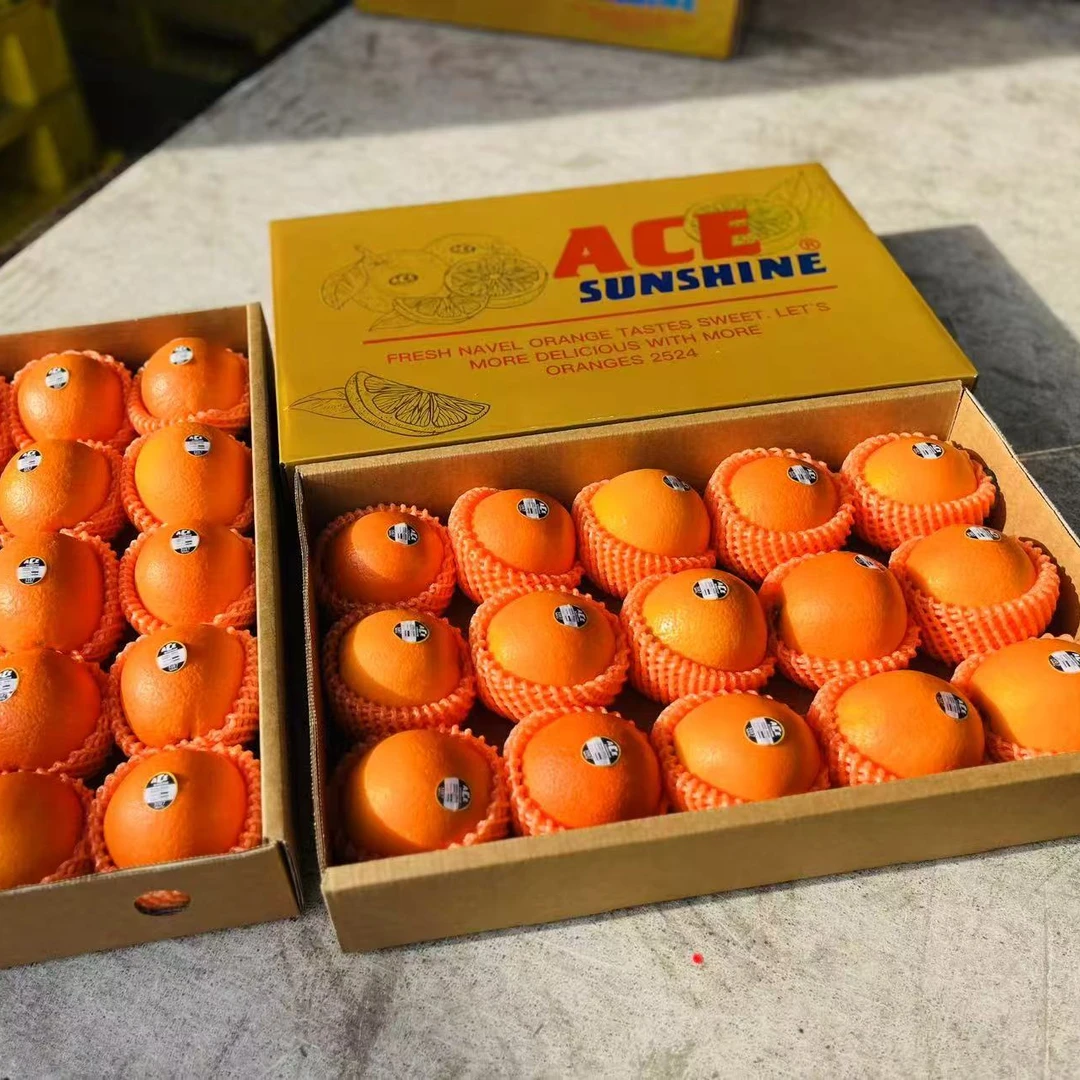 ACE
SUNSHINE®
FRESH NAVEL ORANGE TASTES SWEET. LET'S
MORE DELICIOUS WITH MORE
ORANGES 2524